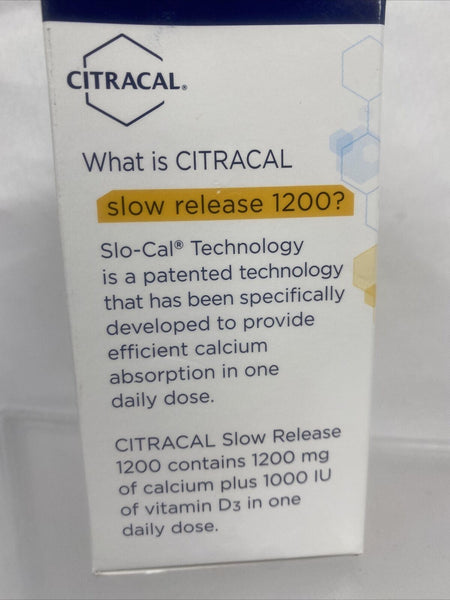 CITRACAL®
What is CITRACAL
slow release 1200?
Slo-Cal® Technology
is a patented technology
that has been specifically
developed to provide
efficient calcium
absorption in one
daily dose.
CITRACAL Slow Release
1200 contains 1200 mg
of calcium plus 1000 IU
of vitamin D3 in one
daily dose.